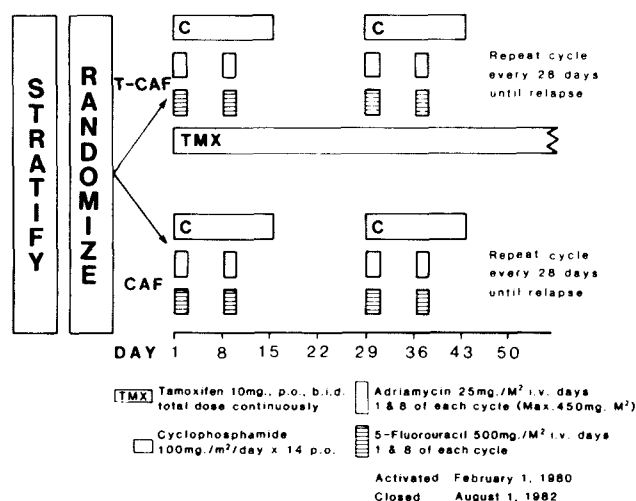 STRATIFY
RANDOMIZE
T-CAF
C
C
Repeat cycle
every 28 days
until relapse
TMX
C
C
CAF
Repeat cycle
every 28 days
until relapse
DAY 1 8 15 22 29 36 43 50
TMX Tamoxifen 10mg., p.o., b.i.d.
total dose continuously
Cyclophosphamide
100mg./m²/day x 14 p.o.
Adriamycin 25mg./M² i.v. days
1 & 8 of each cycle (Max. 450mg. M²)
5-Fluorouracil 500mg./M² i.v. days
1 & 8 of each cycle
Activated February 1, 1980
Closed August 1, 1982